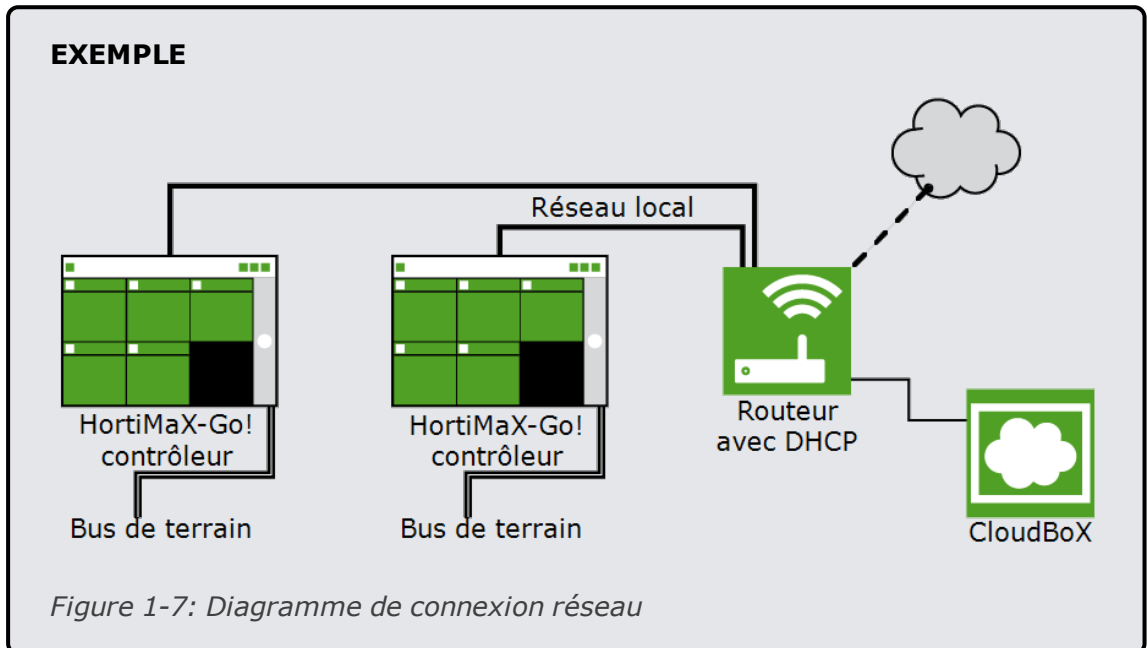 EXEMPLE
Réseau local
HortiMaX-Go!
contrôleur
HortiMaX-Go!
contrôleur
Routeur
avec DHCP
Bus de terrain
Bus de terrain
CloudBoX
Figure 1-7: Diagramme de connexion réseau